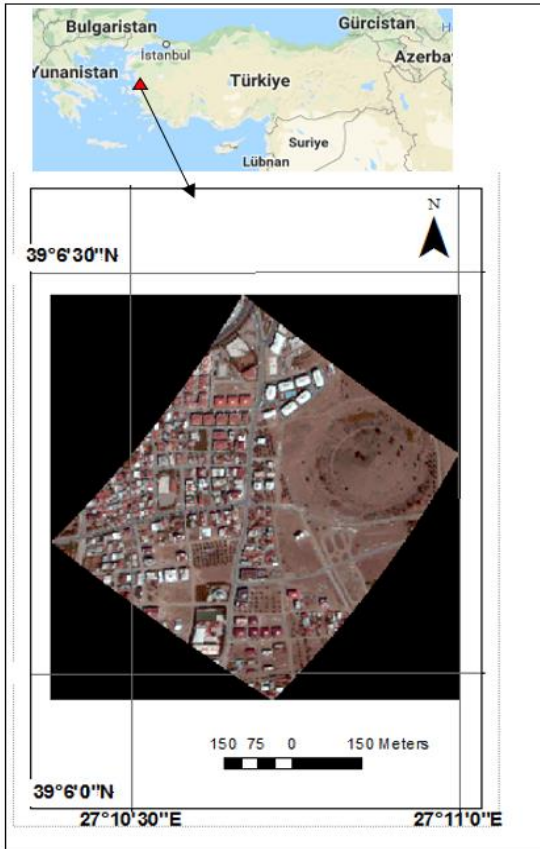 Bulgaristan
Gürcistan
İstanbul
Azerba
Yunanistan
Türkiye
Suriye
Lübnan
N
39°6'30"N
150 75 0 150 Meters
39°6'0"N
27°10'30"E
27°11'0"E